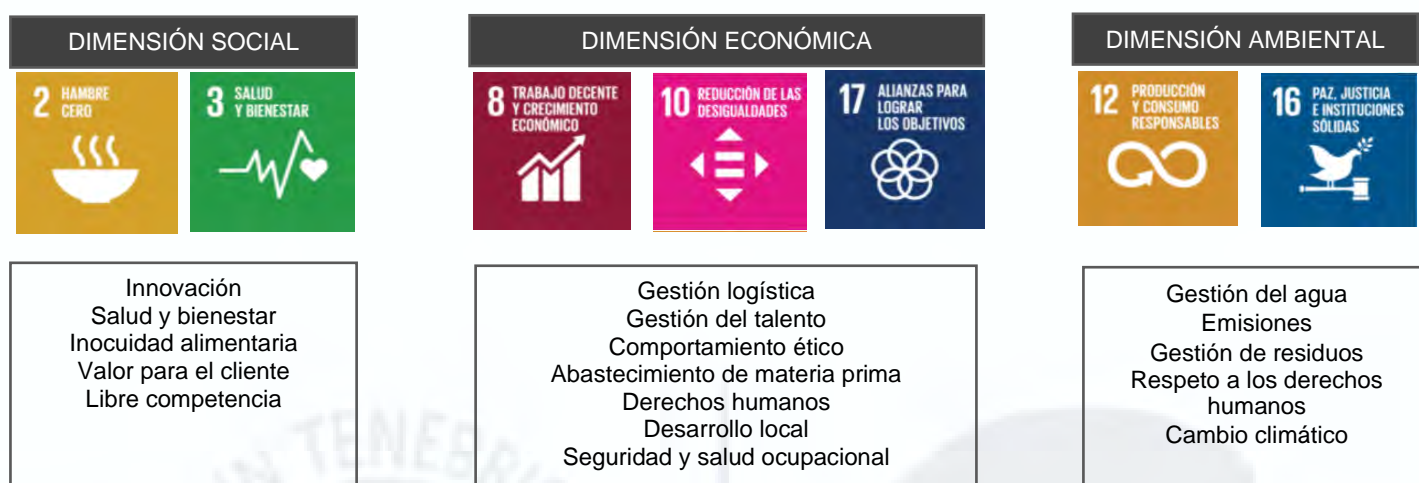 DIMENSIÓN SOCIAL
2 HAMBRE
CERO
3 SALUD
Y BIENESTAR
Innovación
Salud y bienestar
Inocuidad alimentaria
Valor para el cliente
Libre competencia
DIMENSIÓN ECONÓMICA
8 TRABAJO DECENTE
Y CRECIMIENTO
ECONÓMICO
10 REDUCCIÓN DE LAS
DESIGUALDADES
17 ALIANZAS PARA
LOGRAR
LOS OBJETIVOS
Gestión logística
Gestión del talento
Comportamiento ético
Abastecimiento de materia prima
Derechos humanos
Desarrollo local
Seguridad y salud ocupacional
DIMENSIÓN AMBIENTAL
12 PRODUCCIÓN
Y CONSUMO
RESPONSABLES
16 PAZ, JUSTICIA
E INSTITUCIONES
SÓLIDAS
Gestión del agua
Emisiones
Gestión de residuos
Respeto a los derechos
humanos
Cambio climático